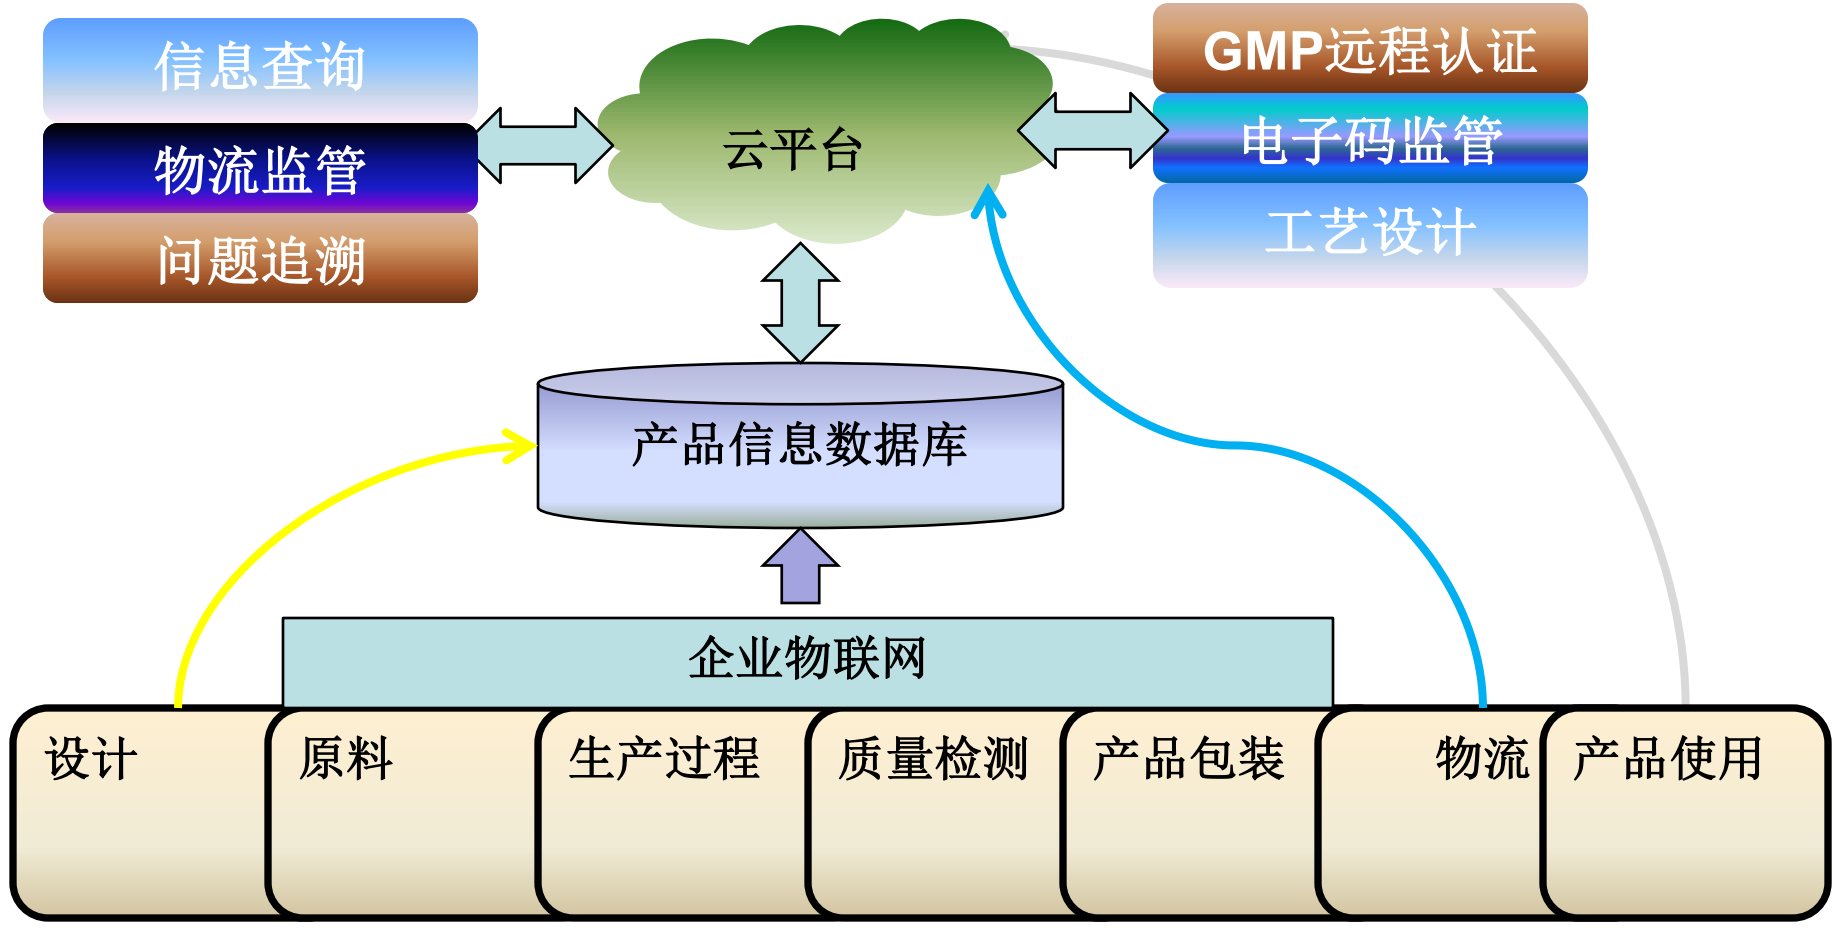 信息查询
物流监管
问题追溯
云平台
GMP远程认证
电子码监管
工艺设计
产品信息数据库
企业物联网
设计
原料
生产过程
质量检测
产品包装
物流
产品使用